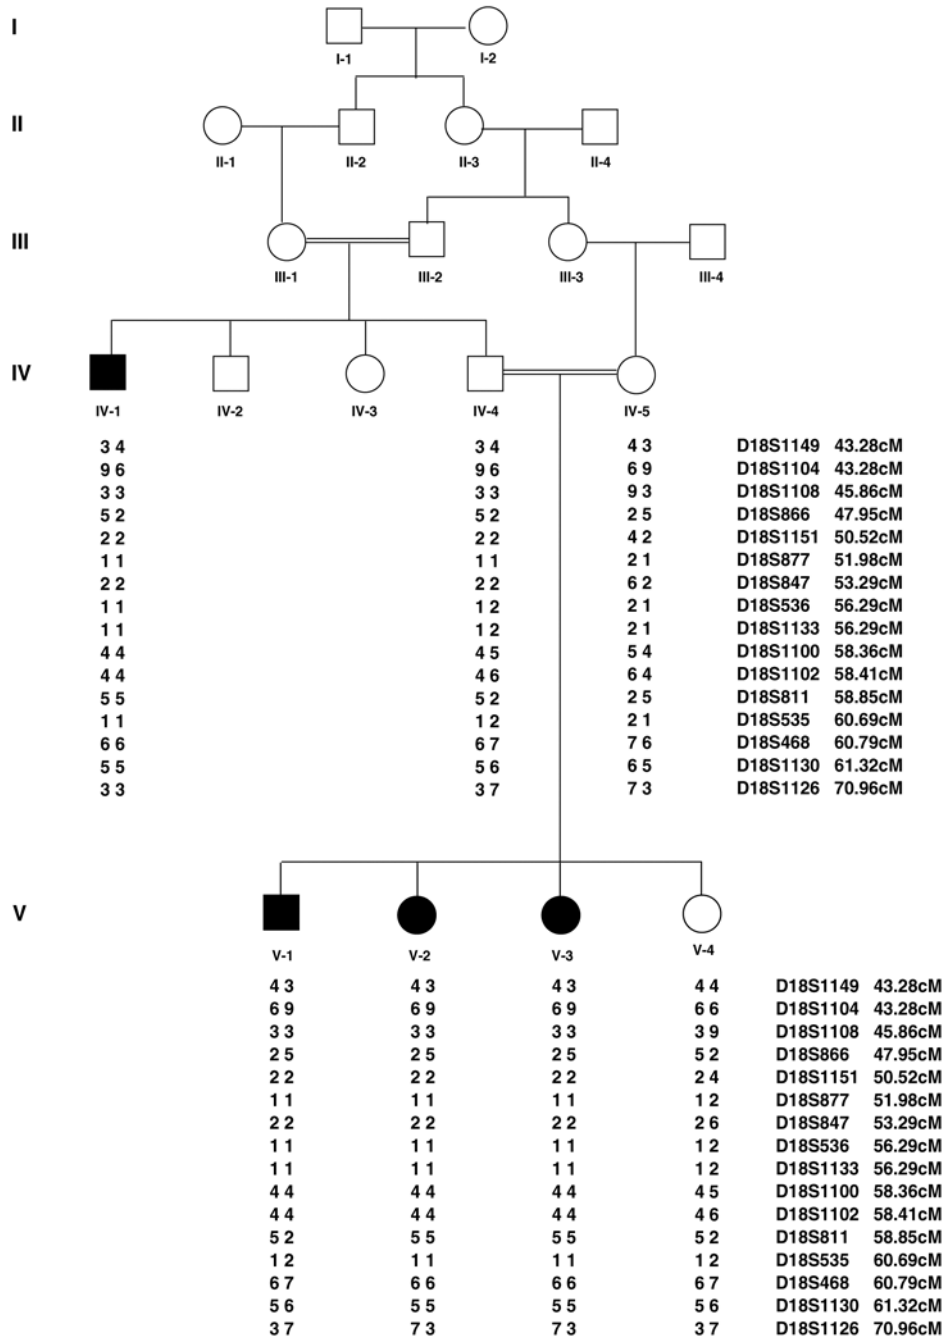 I
I-1 I-2
II
II-1 II-2 II-3 II-4
III
III-1 III-2 III-3 III-4
IV
IV-1 IV-2 IV-3 IV-4 IV-5
3 4 3 4 4 3 D18S1149 43.28cM
9 6 9 6 6 9 D18S1104 43.28cM
3 3 3 3 9 3 D18S1108 45.86cM
5 2 5 2 2 5 D18S866 47.95cM
2 2 2 2 4 2 D18S1151 50.52cM
1 1 1 1 2 1 D18S877 51.98cM
2 2 2 2 6 2 D18S847 53.29cM
1 1 1 2 2 1 D18S536 56.29cM
1 1 1 2 2 1 D18S1133 56.29cM
4 4 4 5 5 4 D18S1100 58.36cM
4 4 4 6 6 4 D18S1102 58.41cM
5 5 5 2 2 5 D18S811 58.85cM
1 1 1 2 2 1 D18S535 60.69cM
6 6 6 7 7 6 D18S468 60.79cM
5 5 5 6 6 5 D18S1130 61.32cM
3 3 3 7 7 3 D18S1126 70.96cM
V
V-1 V-2 V-3 V-4
4 3 4 3 4 3 4 4 D18S1149 43.28cM
6 9 6 9 6 9 6 6 D18S1104 43.28cM
3 3 3 3 3 3 3 9 D18S1108 45.86cM
2 5 2 5 2 5 5 2 D18S866 47.95cM
2 2 2 2 2 2 2 4 D18S1151 50.52cM
1 1 1 1 1 1 1 2 D18S877 51.98cM
2 2 2 2 2 2 2 6 D18S847 53.29cM
1 1 1 1 1 1 1 2 D18S536 56.29cM
1 1 1 1 1 1 1 2 D18S1133 56.29cM
4 4 4 4 4 4 4 5 D18S1100 58.36cM
4 4 4 4 4 4 4 6 D18S1102 58.41cM
5 2 5 5 5 5 5 2 D18S811 58.85cM
1 2 1 1 1 1 1 2 D18S535 60.69cM
6 7 6 6 6 6 6 7 D18S468 60.79cM
5 6 5 5 5 5 5 6 D18S1130 61.32cM
3 7 7 3 7 3 3 7 D18S1126 70.96cM